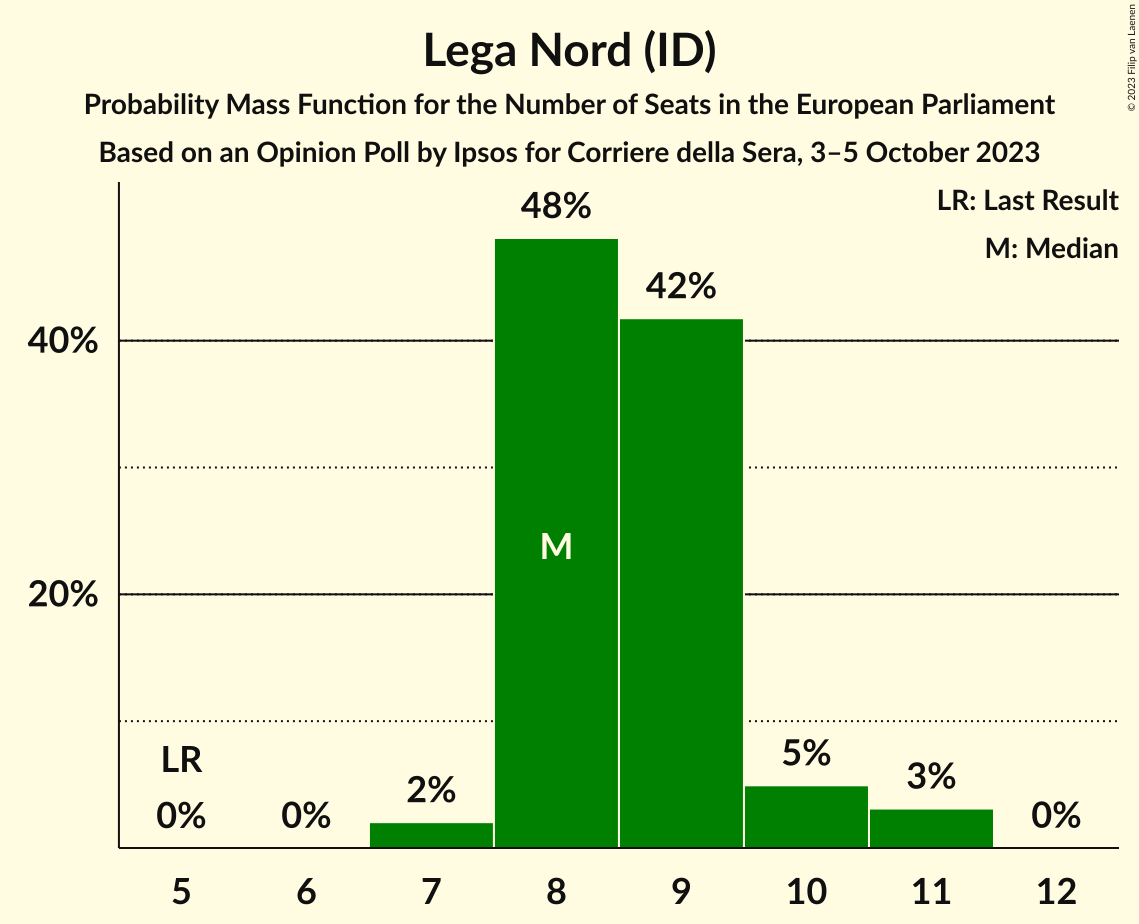 Lega Nord (ID)
Probability Mass Function for the Number of Seats in the European Parliament
Based on an Opinion Poll by Ipsos for Corriere della Sera, 3–5 October 2023
© 2023 Filip van Laenen
LR: Last Result
M: Median
48%
42%
40%
M
20%
LR
0%
0%
2%
5%
3%
0%
5 6 7 8 9 10 11 12